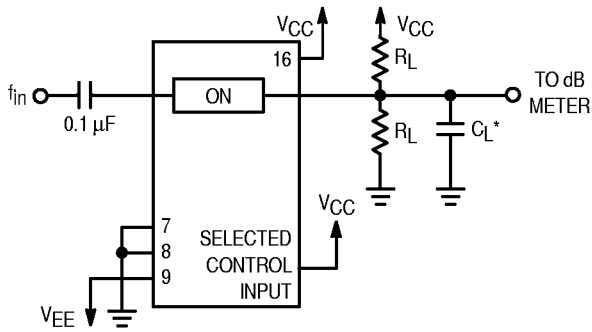 VCC
VCC
16
RL
fin
ON
TO dB
METER
0.1 μF
RL
CL*
7
8
9
SELECTED
CONTROL
INPUT
VCC
VEE